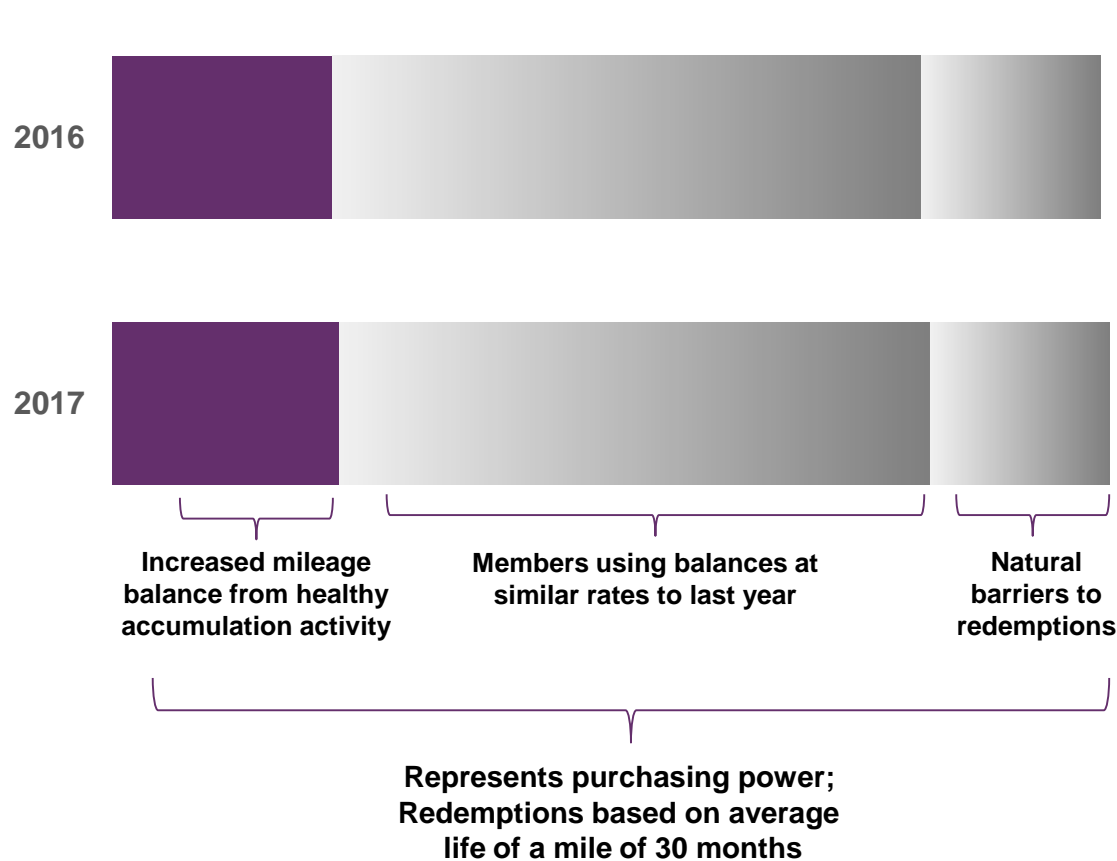 2016
2017
Increased mileage
balance from healthy
accumulation activity
Members using balances at
similar rates to last year
Natural
barriers to
redemptions
Represents purchasing power;
Redemptions based on average
life of a mile of 30 months